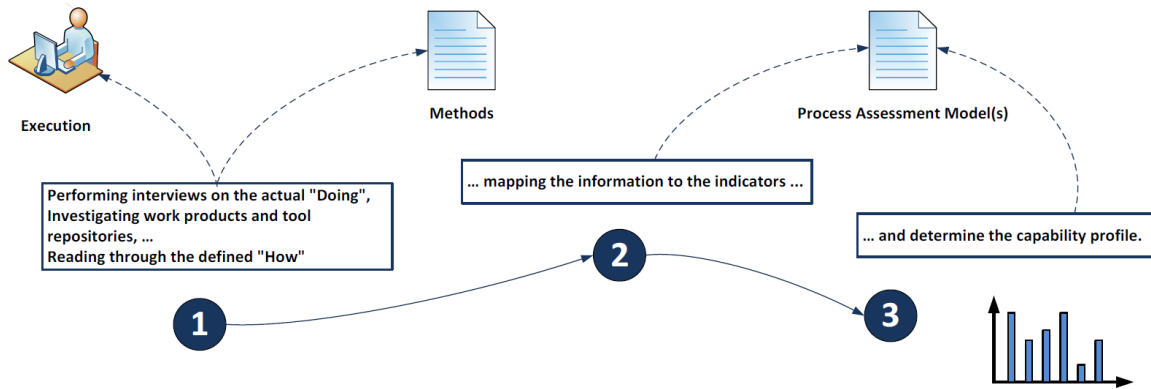 Execution
Methods
Process Assessment Model(s)
Performing interviews on the actual "Doing",
Investigating work products and tool
repositories, …
Reading through the defined "How"
… mapping the information to the indicators ...
… and determine the capability profile.
1
2
3